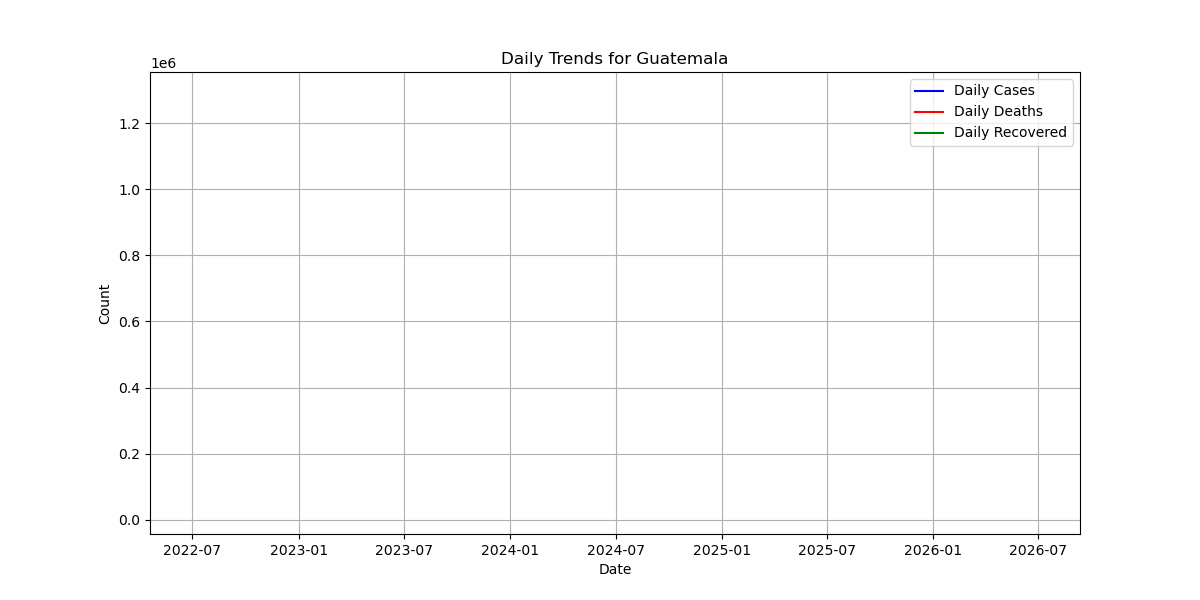 Daily Trends for Guatemala
1e6
Daily Cases
Daily Deaths
Daily Recovered
1.2
1.0
0.8
0.6
0.4
0.2
0.0
Count
2022-07 2023-01 2023-07 2024-01 2024-07 2025-01 2025-07 2026-01 2026-07
Date